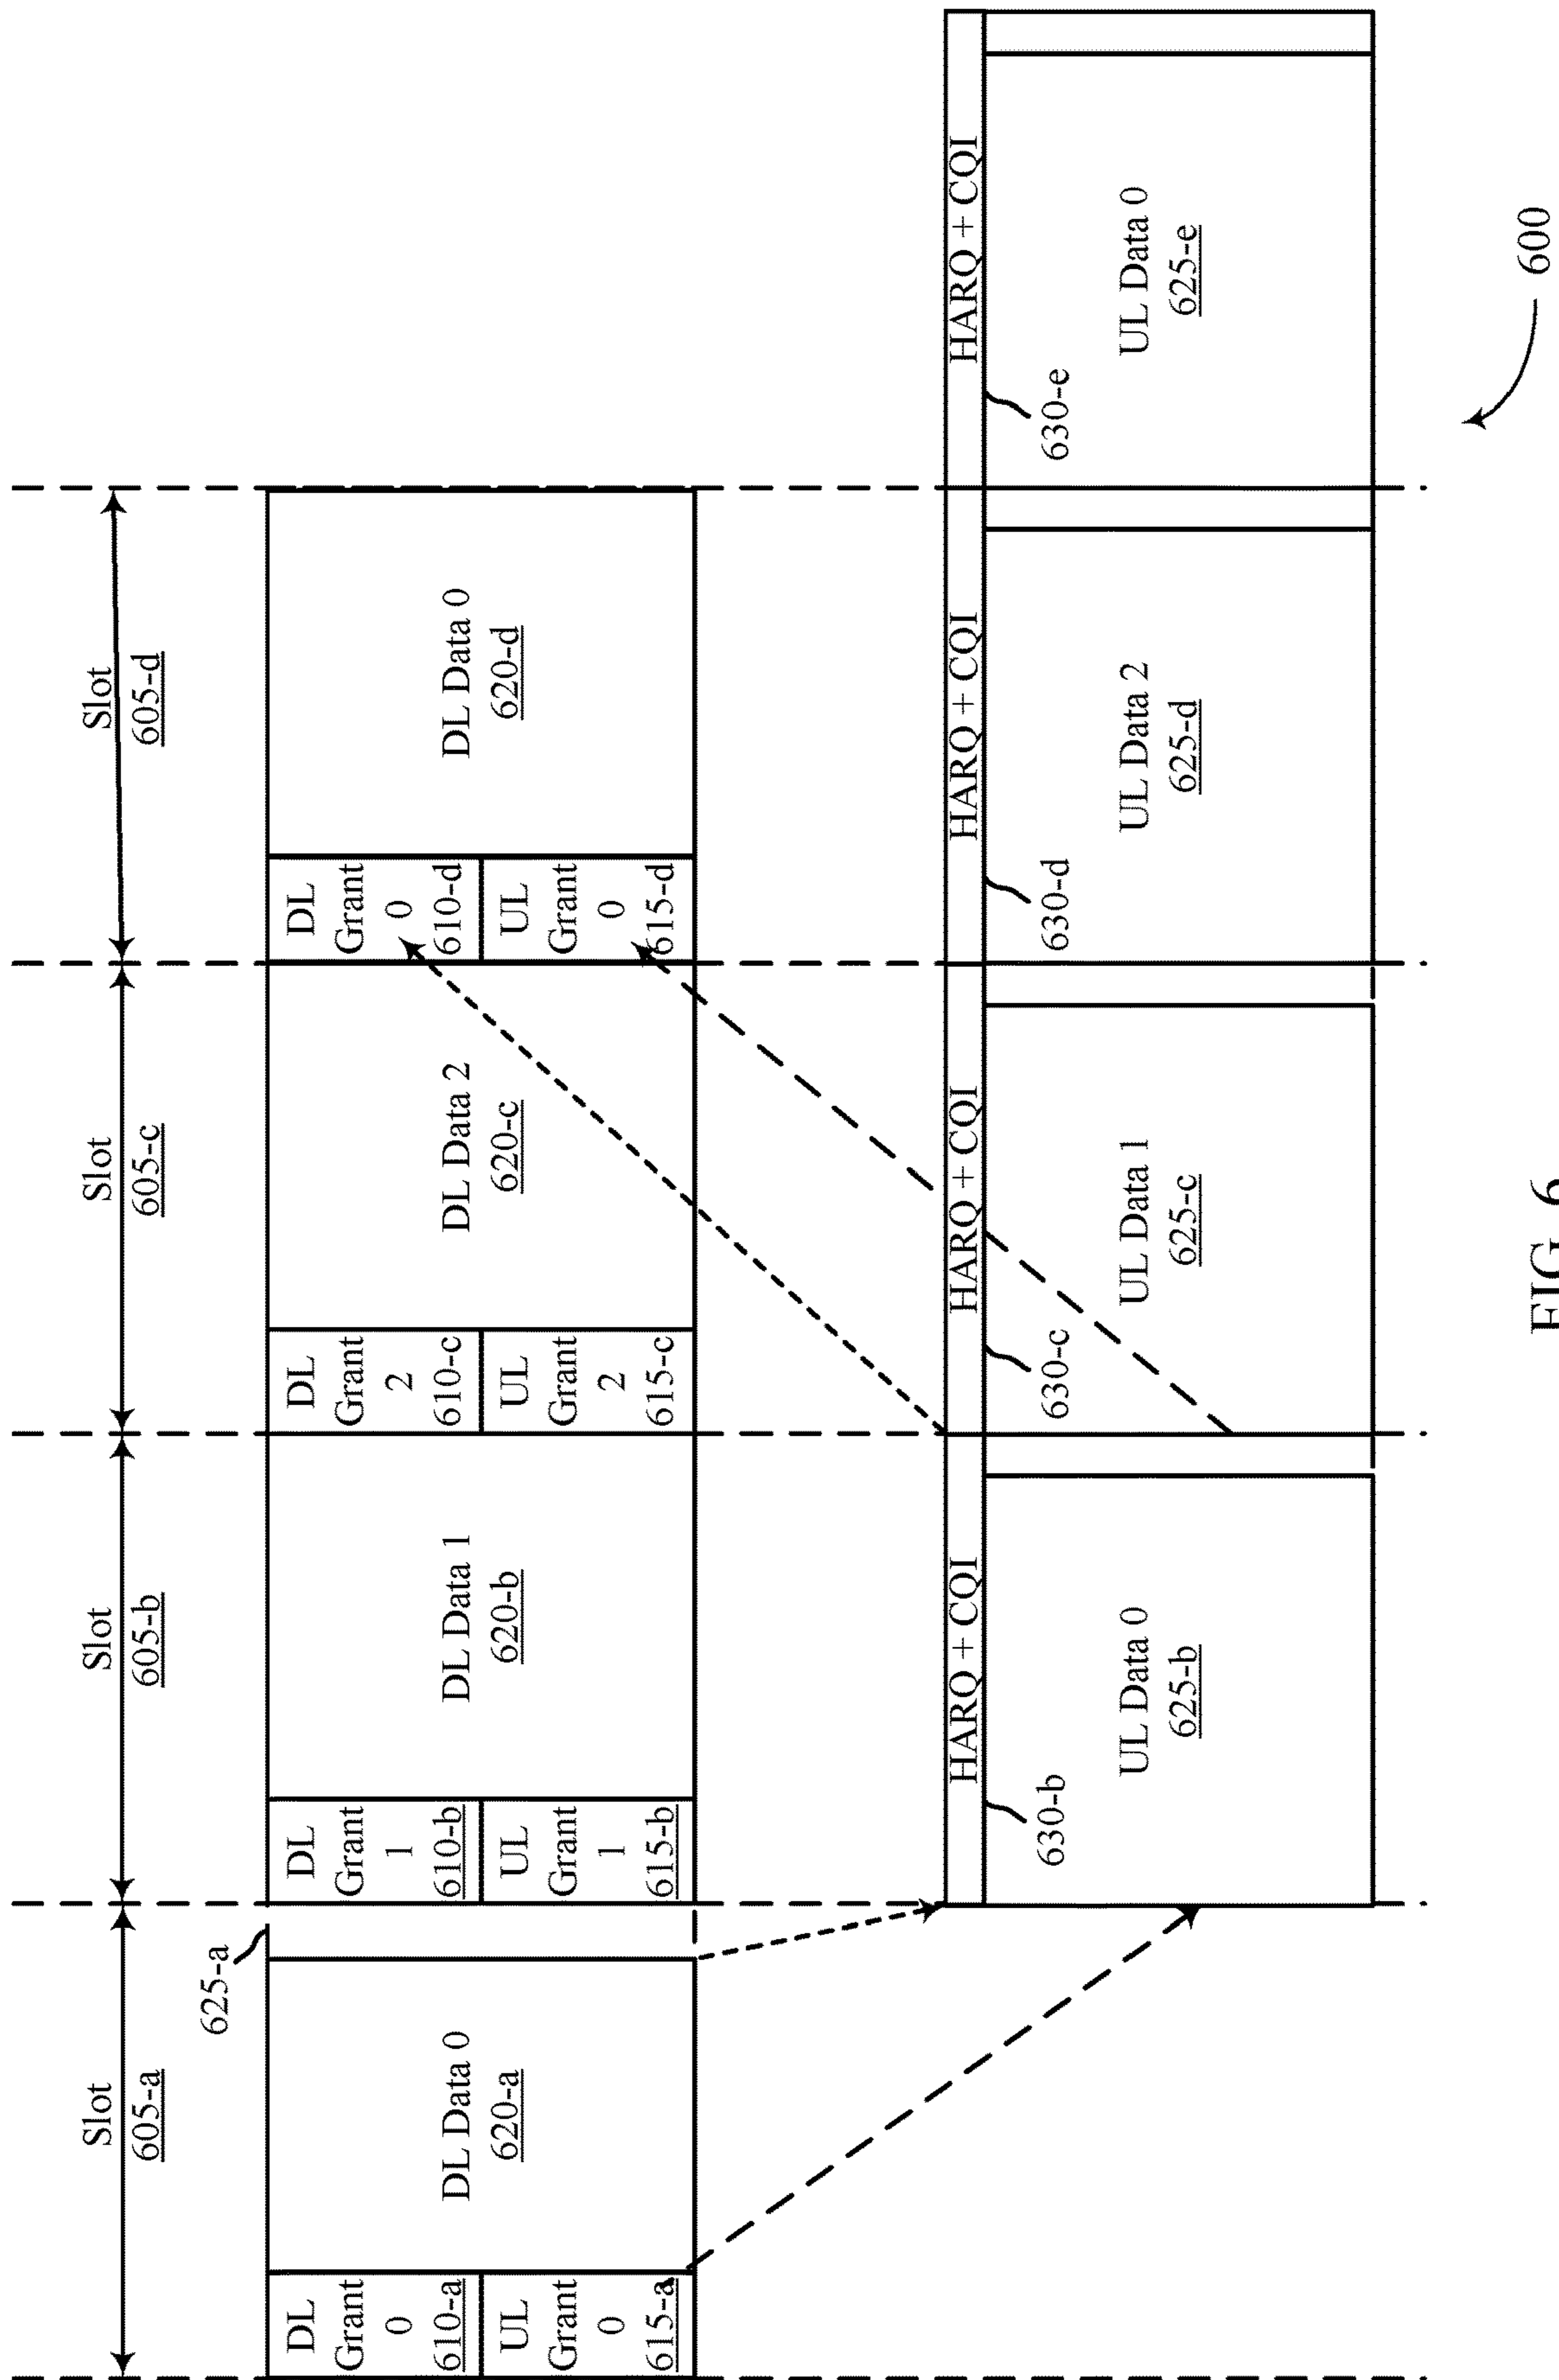 Slot
605-a
Slot
605-b
Slot
605-c
Slot
605-d
625-a
DL
Grant
0
610-a
UL
Grant
0
615-a
DL Data 0
620-a
DL
Grant
1
610-b
UL
Grant
1
615-b
DL Data 1
620-b
DL
Grant
2
610-c
UL
Grant
2
615-c
DL Data 2
620-c
DL
Grant
0
610-d
UL
Grant
0
615-d
DL Data 0
620-d
HARQ + CQI
630-b
UL Data 0
625-b
HARQ + CQI
630-c
UL Data 1
625-c
HARQ + CQI
630-d
UL Data 2
625-d
HARQ + CQI
630-e
UL Data 0
625-e
600
FIG. 6